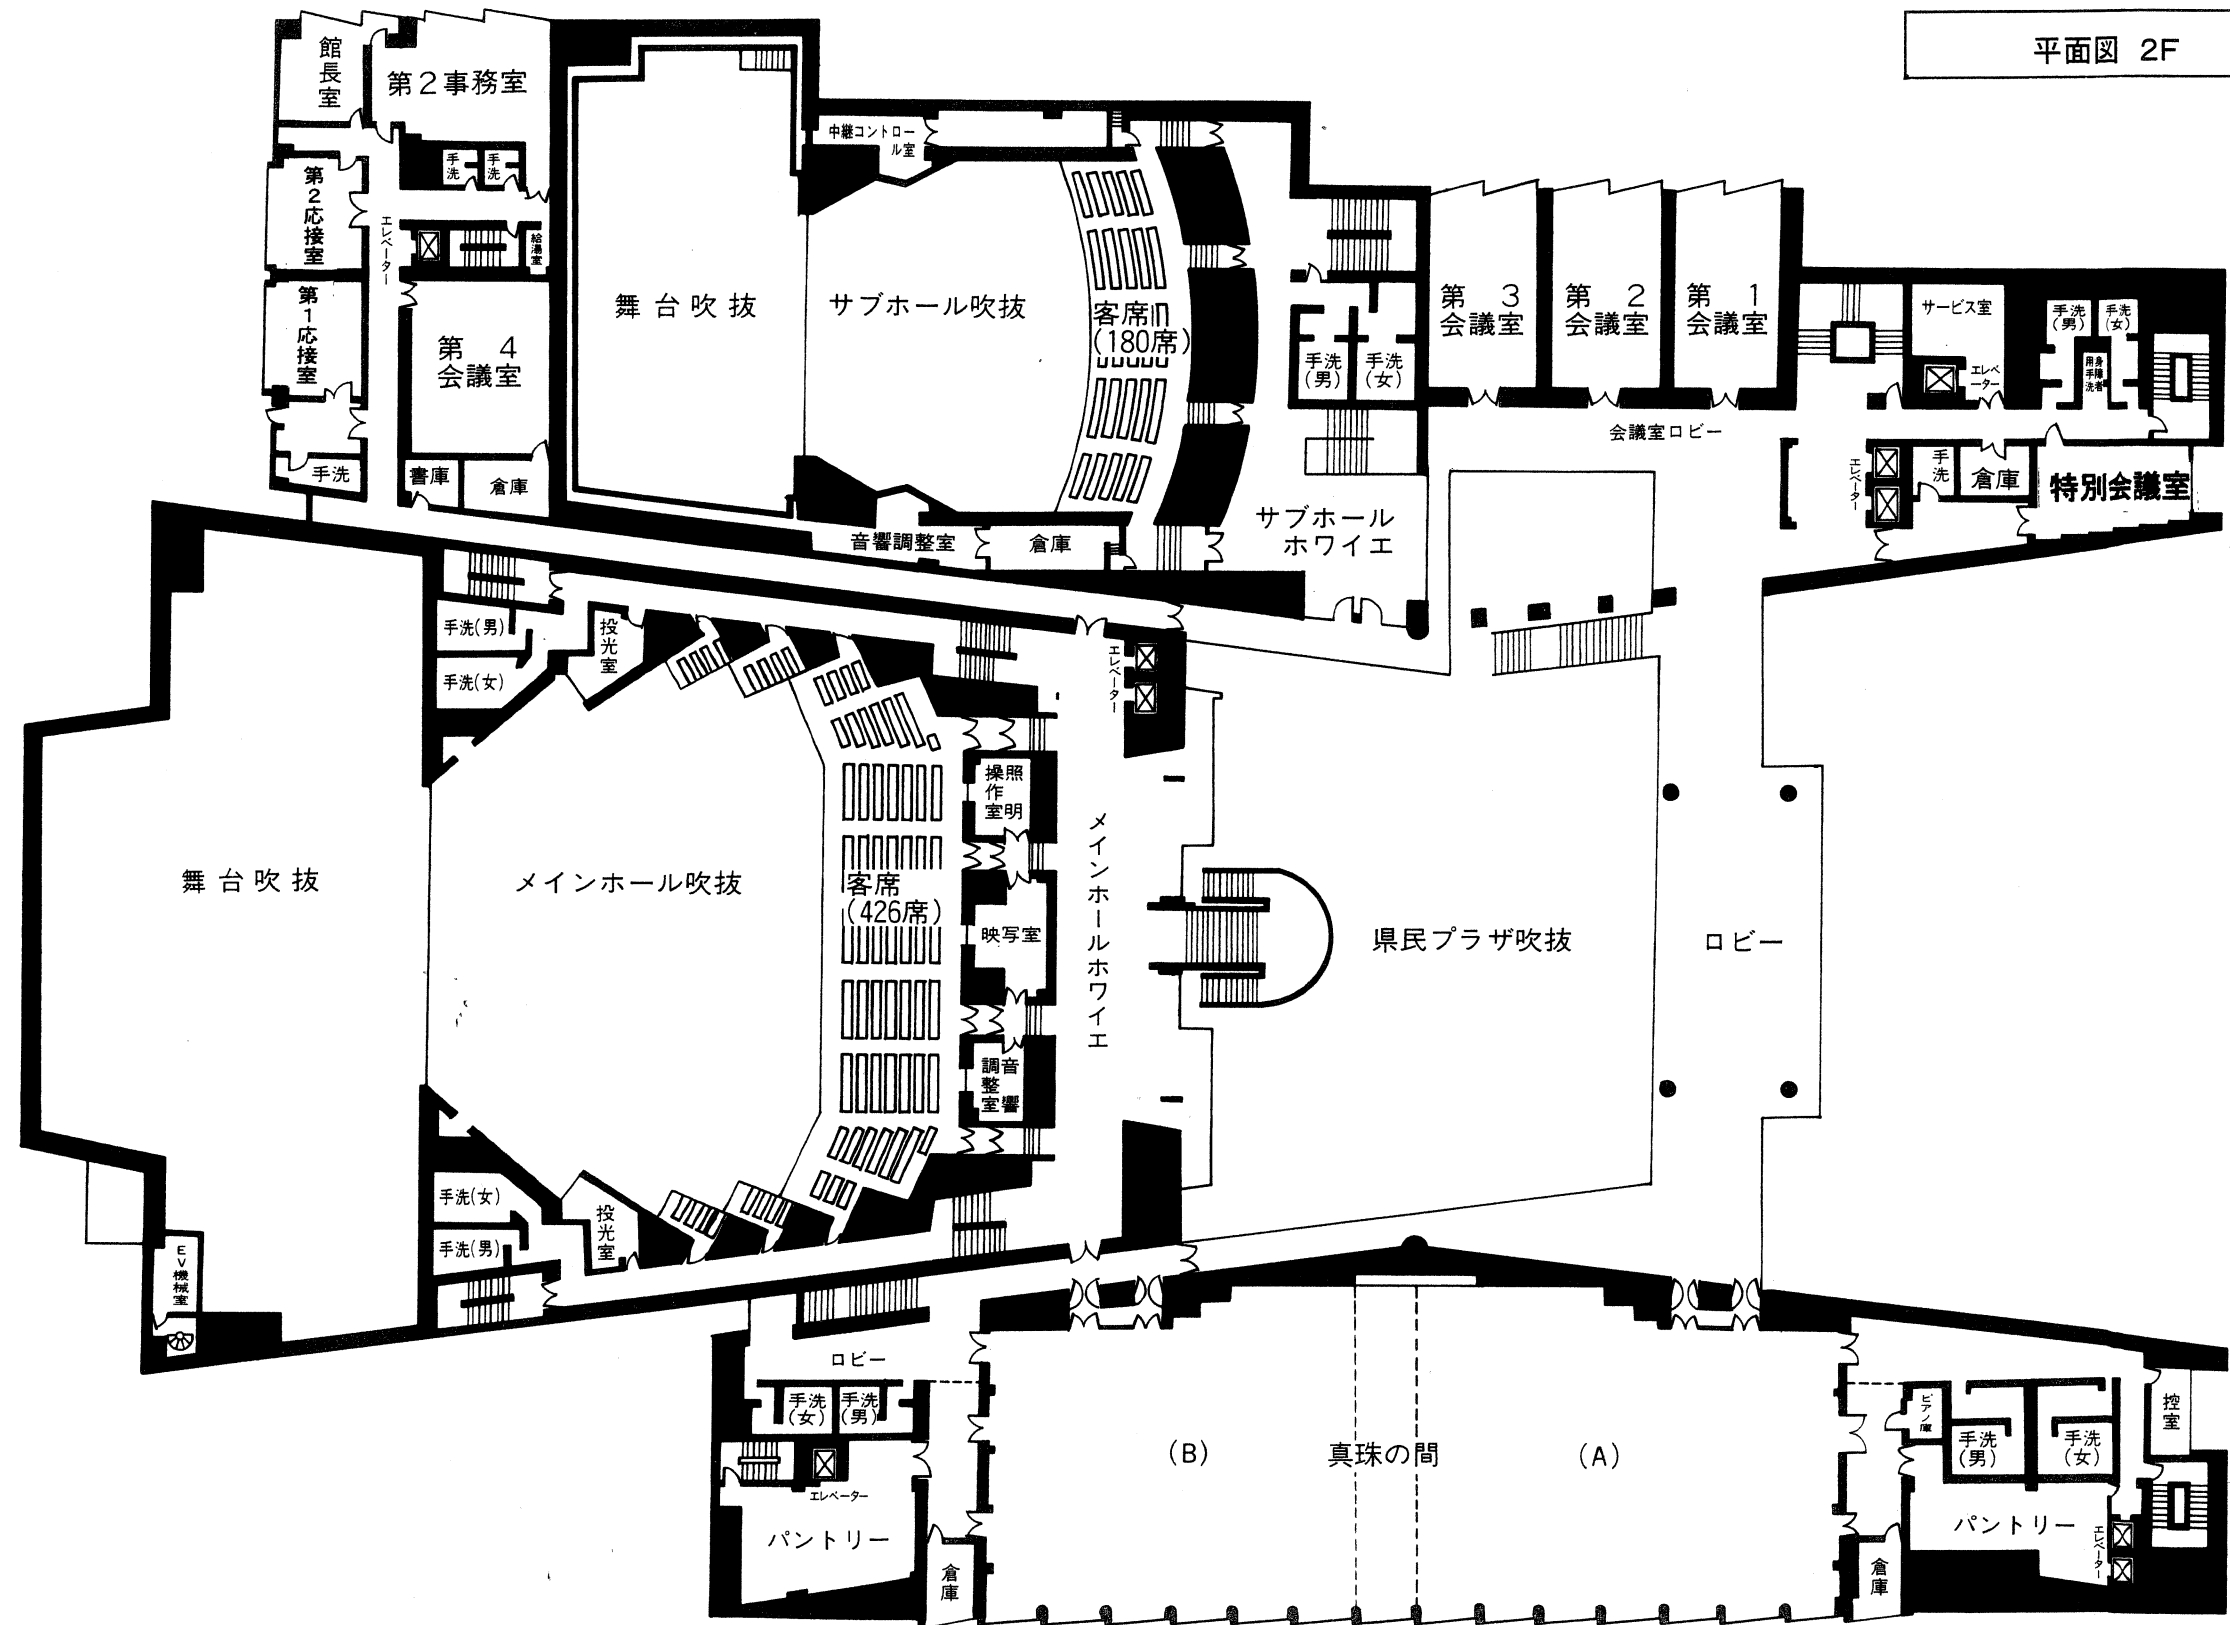 平面図 2F
館長室
第2事務室
中継コントロー
ル室
手洗
手洗
第2応接室
エレベーター
給湯室
第1応接室
第 4
会議室
手洗
書庫
倉庫
舞台吹抜
サブホール吹抜
客席
(180席)
音響調整室
倉庫
サブホール
ホワイエ
手洗
(男)
手洗
(女)
第 3
会議室
第 2
会議室
第 1
会議室
会議室ロビー
サービス室
エレベ
ーター
手洗
(男)
手洗
(女)
身障者
用手洗
エレベーター
手洗
倉庫
特別会議室
手洗(男)
手洗(女)
投光室
エレベーター
照明
操作室
舞台吹抜
メインホール吹抜
客席
(426席)
映写室
メインホールホワイエ
県民プラザ吹抜
ロビー
音響
調整室
手洗(女)
手洗(男)
投光室
EV機械室
ロビー
手洗
(女)
手洗
(男)
エレベーター
パントリー
倉庫
(B)
真珠の間
(A)
ピアノ庫
手洗
(男)
手洗
(女)
控室
パントリー
エレベーター
倉庫